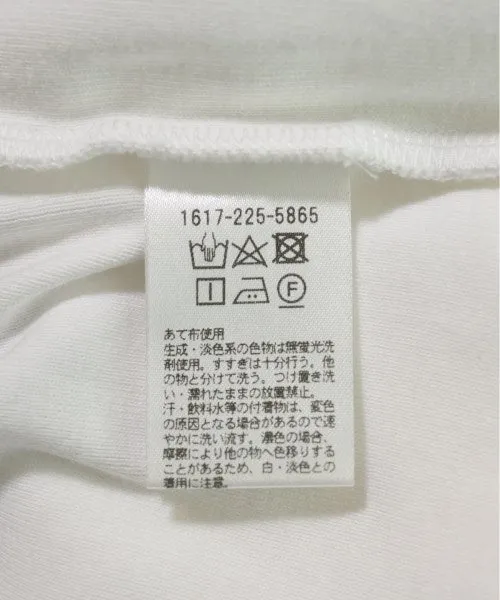 1617-225-5865
F
あて布使用
生成・淡色系の色物は無蛍光洗
剤使用。すすぎは十分行う。他
の物と分けて洗う。つけ置き洗
い・濡れたままの放置禁止。
汗・飲料水等の付着物は、変色
の原因となる場合があるので速
やかに洗い流す。濃色の場合、
摩擦により他の物へ色移りする
ことがあるため、白・淡色との
着用に注意。